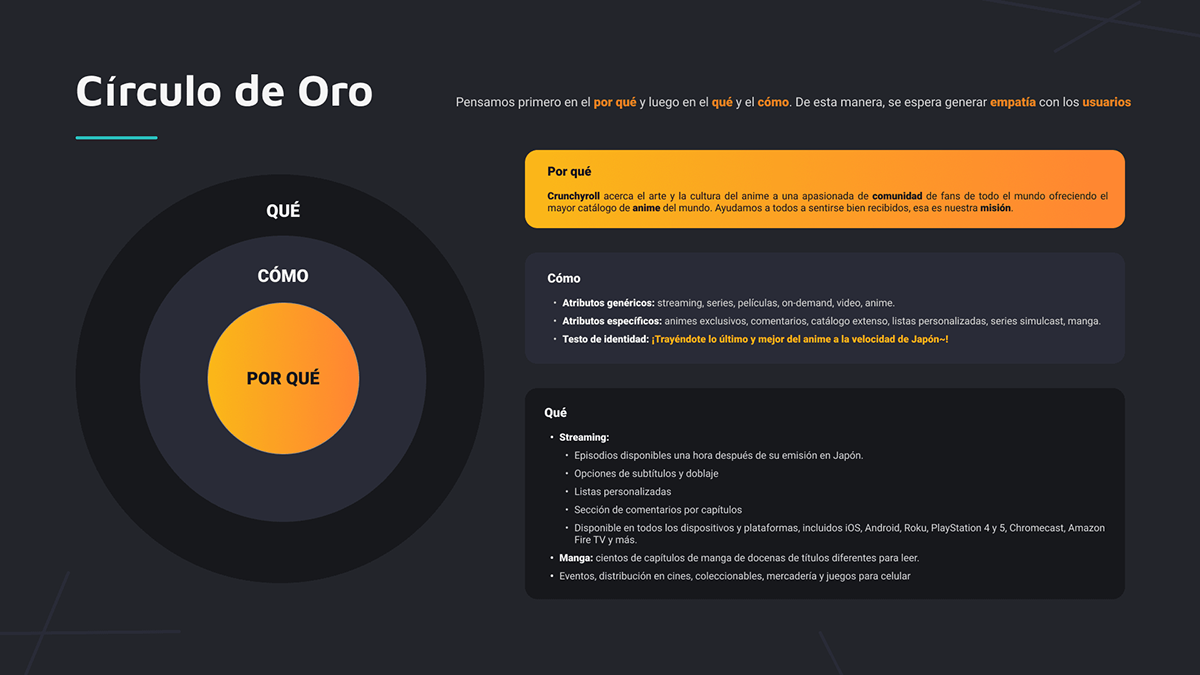 Círculo de Oro
Pensamos primero en el por qué y luego en el qué y el cómo. De esta manera, se espera generar empatía con los usuarios
QUÉ
CÓMO
POR QUÉ
Por qué
Crunchyroll acerca el arte y la cultura del anime a una apasionada de comunidad de fans de todo el mundo ofreciendo el
mayor catálogo de anime del mundo. Ayudamos a todos a sentirse bien recibidos, esa es nuestra misión.
Cómo
• Atributos genéricos: streaming, series, películas, on-demand, video, anime.
• Atributos específicos: animes exclusivos, comentarios, catálogo extenso, listas personalizadas, series simulcast, manga.
• Testo de identidad: ¡Trayéndote lo último y mejor del anime a la velocidad de Japón~!
Qué
• Streaming:
• Episodios disponibles una hora después de su emisión en Japón.
• Opciones de subtítulos y doblaje
• Listas personalizadas
• Sección de comentarios por capítulos
• Disponible en todos los dispositivos y plataformas, incluidos iOS, Android, Roku, PlayStation 4 y 5, Chromecast, Amazon
Fire TV y más.
• Manga: cientos de capítulos de manga de docenas de títulos diferentes para leer.
• Eventos, distribución en cines, coleccionables, mercadería y juegos para celular